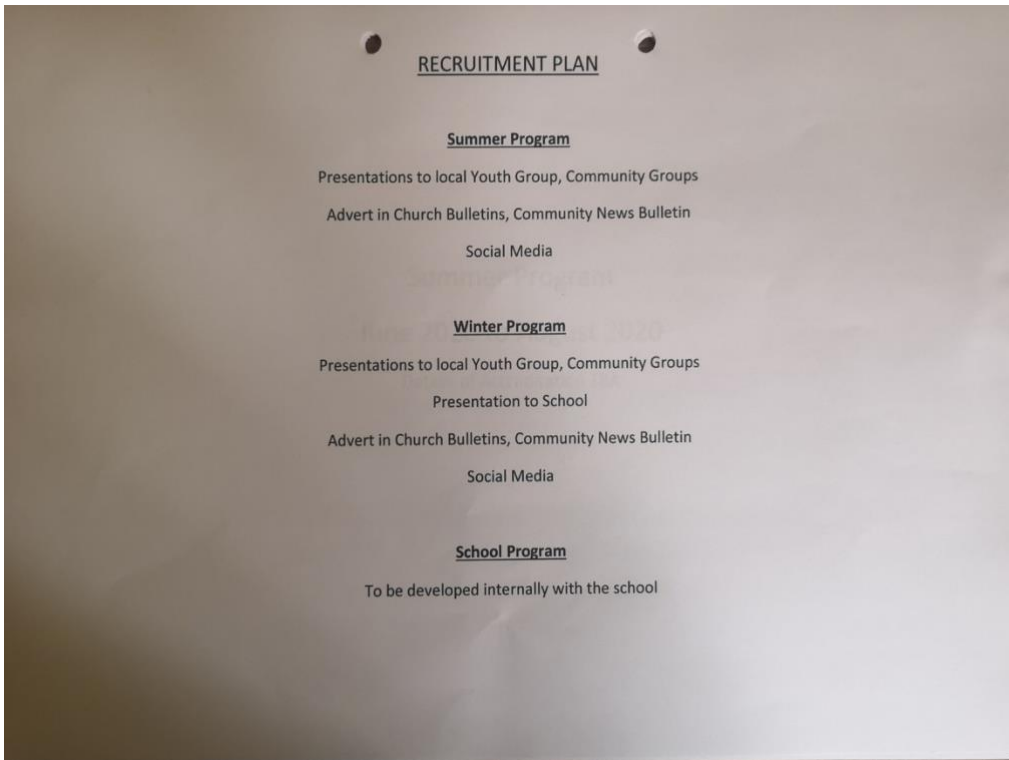 RECRUITMENT PLAN
Summer Program
Presentations to local Youth Group, Community Groups
Advert in Church Bulletins, Community News Bulletin
Social Media
Summer Program
Winter Program
Presentations to local Youth Group, Community Groups
Presentation to School
Advert in Church Bulletins, Community News Bulletin
Social Media
School Program
To be developed internally with the school